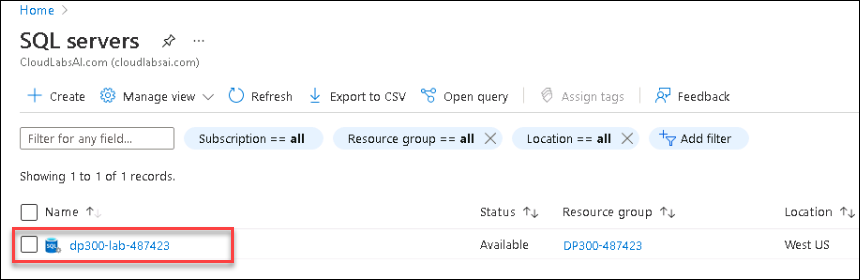 Home
SQL servers
CloudLabsAI.com (cloudlabsai.com)
Create Manage view Refresh Export to CSV Open query Assign tags Feedback
Filter for any field... Subscription == all Resource group == all Location == all Add filter
Showing 1 to 1 of 1 records.
Name Status Resource group Location
SQL dp300-lab-487423 Available DP300-487423 West US